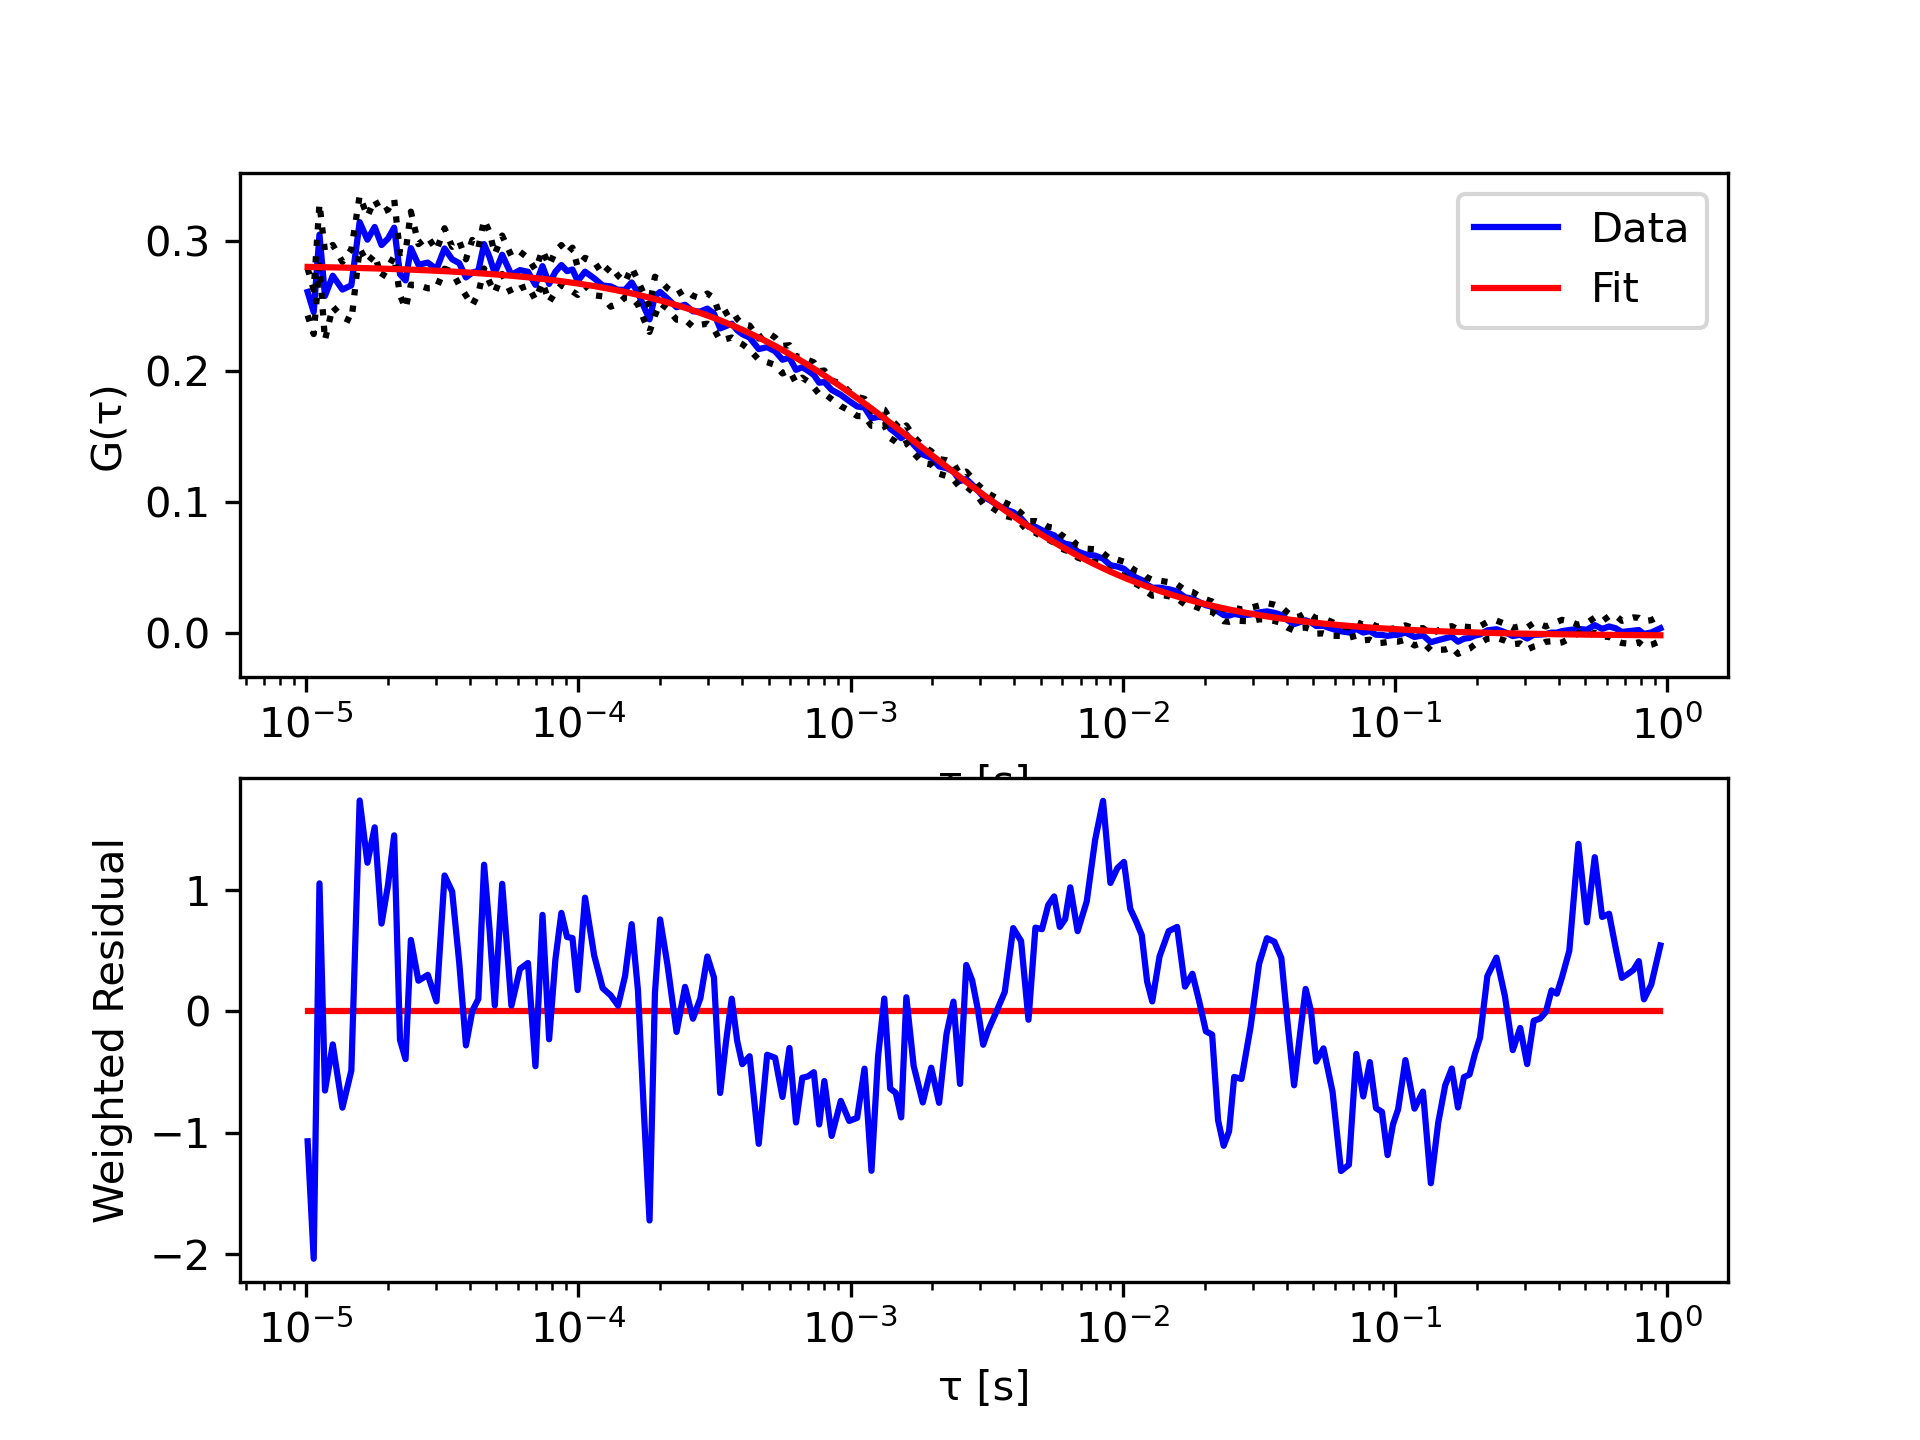 Data
Fit
0.3
0.2
0.1
0.0
G(τ)
10⁻⁵ 10⁻⁴ 10⁻³ 10⁻² 10⁻¹ 10⁰
τ [s]
1
0
−1
−2
Weighted Residual
10⁻⁵ 10⁻⁴ 10⁻³ 10⁻² 10⁻¹ 10⁰
τ [s]